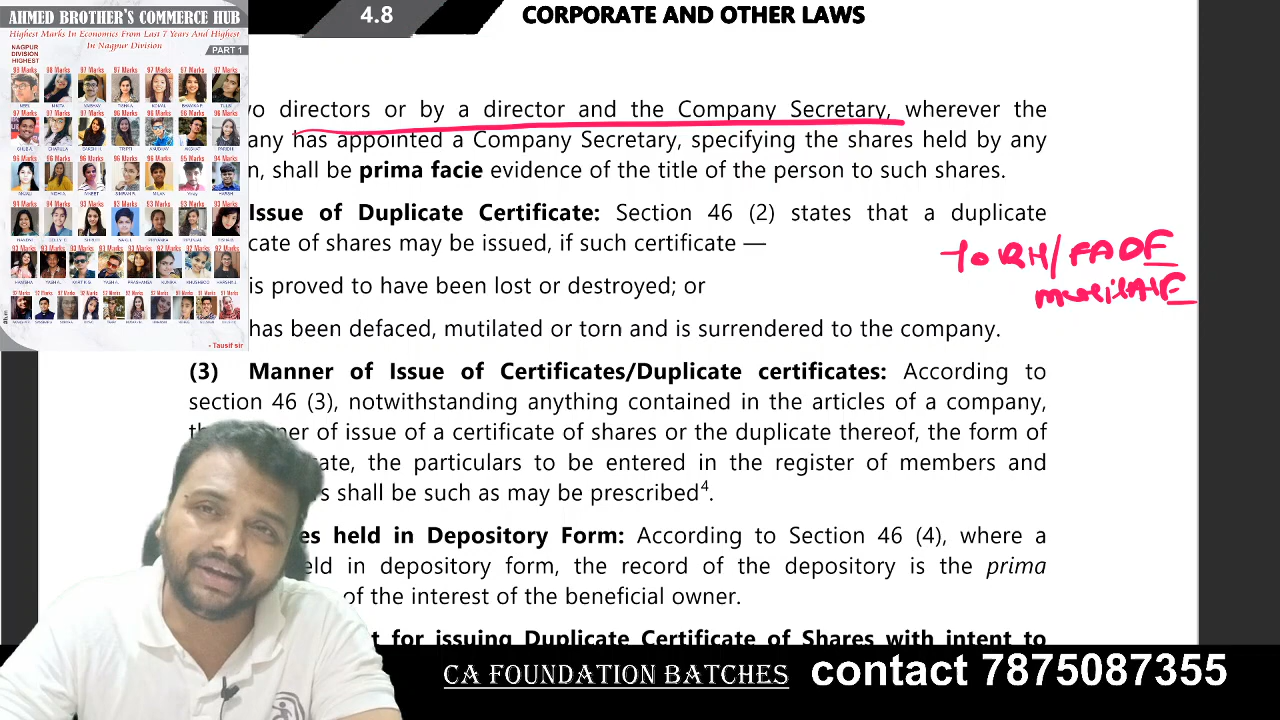 AHMED BROTHER'S COMMERCE HUB
Highest Marks In Economics From Last 7 Years And Highest
In Nagpur Division
NAGPUR
DIVISION
HIGHEST
PART 1
4.8
CORPORATE AND OTHER LAWS
wo directors or by a director and the Company Secretary, wherever the
any has appointed a Company Secretary, specifying the shares held by any
n, shall be prima facie evidence of the title of the person to such shares.
Issue of Duplicate Certificate: Section 46 (2) states that a duplicate
cate of shares may be issued, if such certificate —
is proved to have been lost or destroyed; or
has been defaced, mutilated or torn and is surrendered to the company.
- Tausif sir
(3) Manner of Issue of Certificates/Duplicate certificates: According to
section 46 (3), notwithstanding anything contained in the articles of a company,
ner of issue of a certificate of shares or the duplicate thereof, the form of
ate, the particulars to be entered in the register of members and
s shall be such as may be prescribed4.
es held in Depository Form: According to Section 46 (4), where a
eld in depository form, the record of the depository is the prima
of the interest of the beneficial owner.
t for issuing Duplicate Certificate of Shares with intent to
CA FOUNDATION BATCHES
contact 7875087355